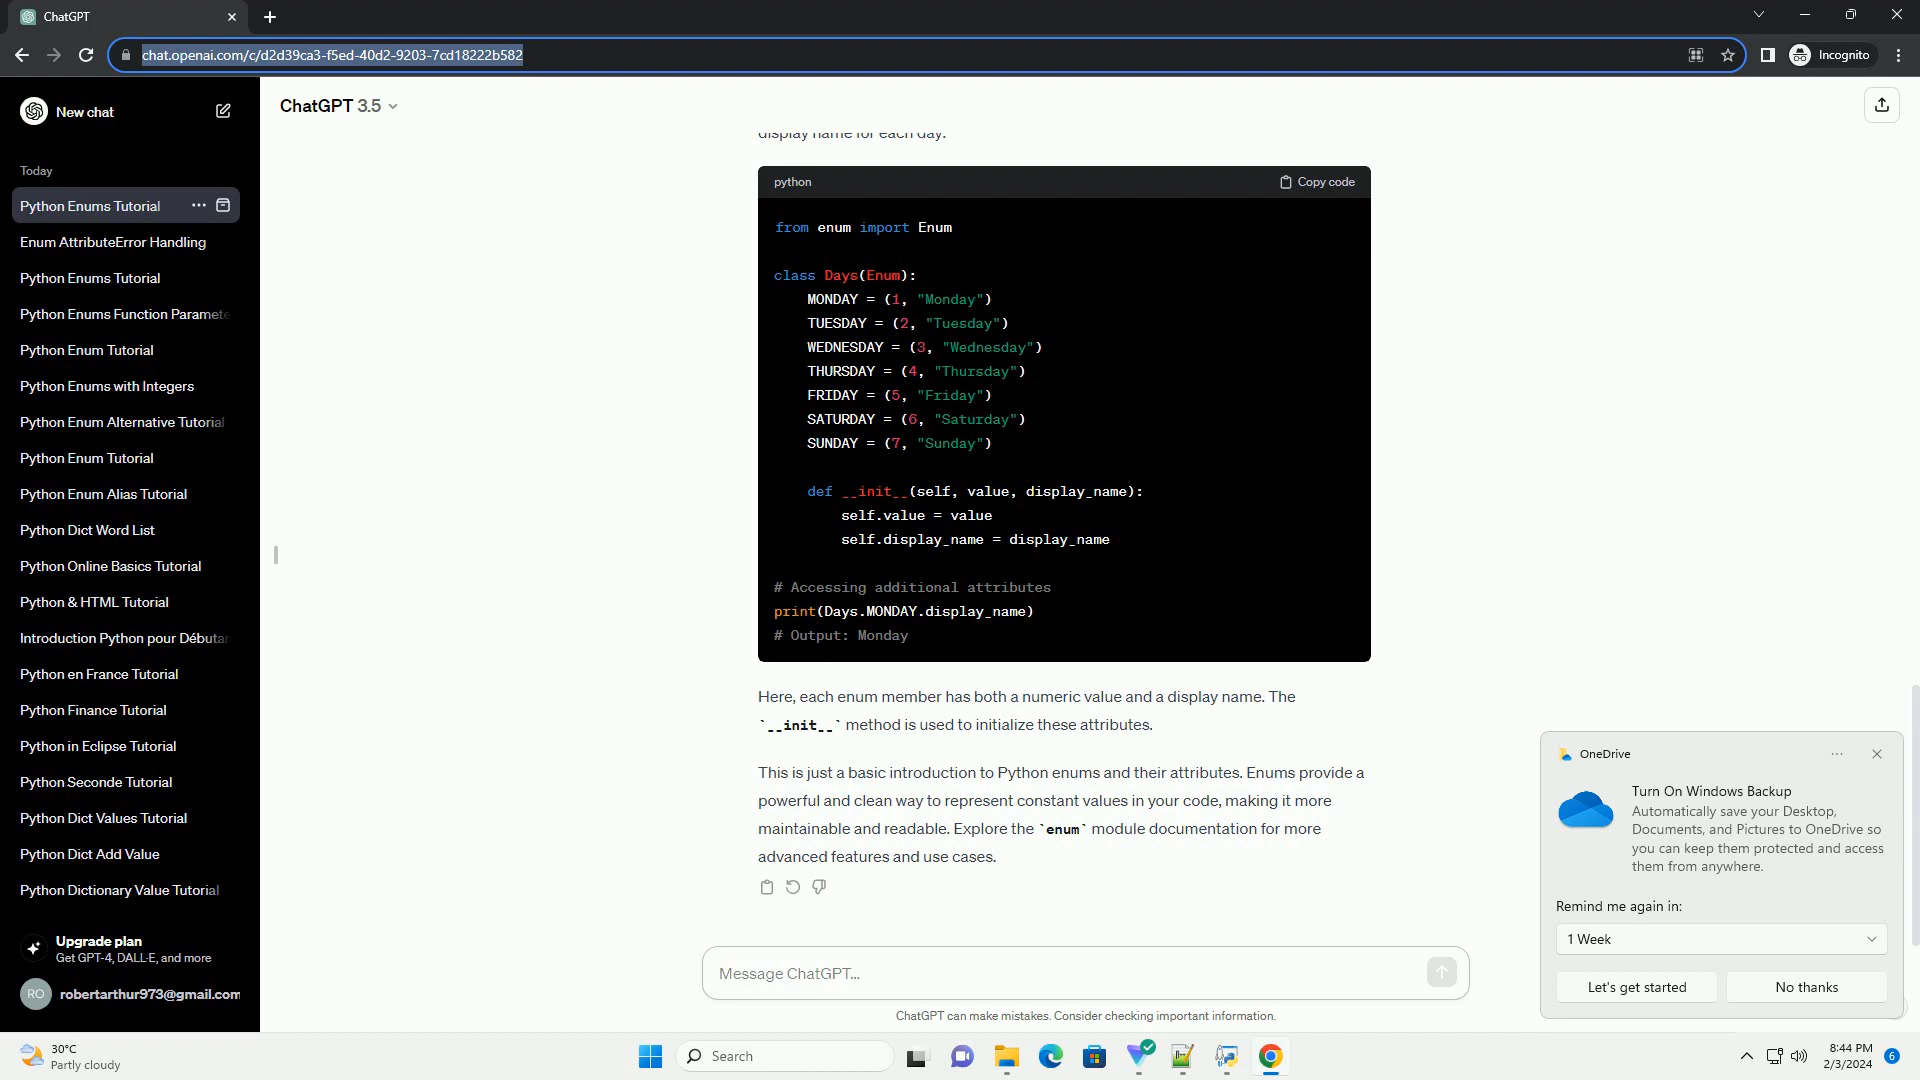 ChatGPT
chat.openai.com/c/d2d39ca3-f5ed-40d2-9203-7cd18222b582
Incognito
New chat
ChatGPT 3.5
Today
Python Enums Tutorial
Enum AttributeError Handling
Python Enums Tutorial
Python Enums Function Paramete
Python Enum Tutorial
Python Enums with Integers
Python Enum Alternative Tutorial
Python Enum Tutorial
Python Enum Alias Tutorial
Python Dict Word List
Python Online Basics Tutorial
Python & HTML Tutorial
Introduction Python pour Débutan
Python en France Tutorial
Python Finance Tutorial
Python in Eclipse Tutorial
Python Seconde Tutorial
Python Dict Values Tutorial
Python Dict Add Value
Python Dictionary Value Tutorial
Upgrade plan
Get GPT-4, DALL·E, and more
RO
robertarthur973@gmail.com
display name for each day.
python
Copy code
from enum import Enum
class Days(Enum):
MONDAY = (1, "Monday")
TUESDAY = (2, "Tuesday")
WEDNESDAY = (3, "Wednesday")
THURSDAY = (4, "Thursday")
FRIDAY = (5, "Friday")
SATURDAY = (6, "Saturday")
SUNDAY = (7, "Sunday")
def __init__(self, value, display_name):
self.value = value
self.display_name = display_name
# Accessing additional attributes
print(Days.MONDAY.display_name)
# Output: Monday
Here, each enum member has both a numeric value and a display name. The
`__init__` method is used to initialize these attributes.
This is just a basic introduction to Python enums and their attributes. Enums provide a
powerful and clean way to represent constant values in your code, making it more
maintainable and readable. Explore the `enum` module documentation for more
advanced features and use cases.
Message ChatGPT...
ChatGPT can make mistakes. Consider checking important information.
OneDrive
Turn On Windows Backup
Automatically save your Desktop,
Documents, and Pictures to OneDrive so
you can keep them protected and access
them from anywhere.
Remind me again in:
1 Week
Let's get started
No thanks
30°C
Partly cloudy
Search
8:44 PM
2/3/2024
6